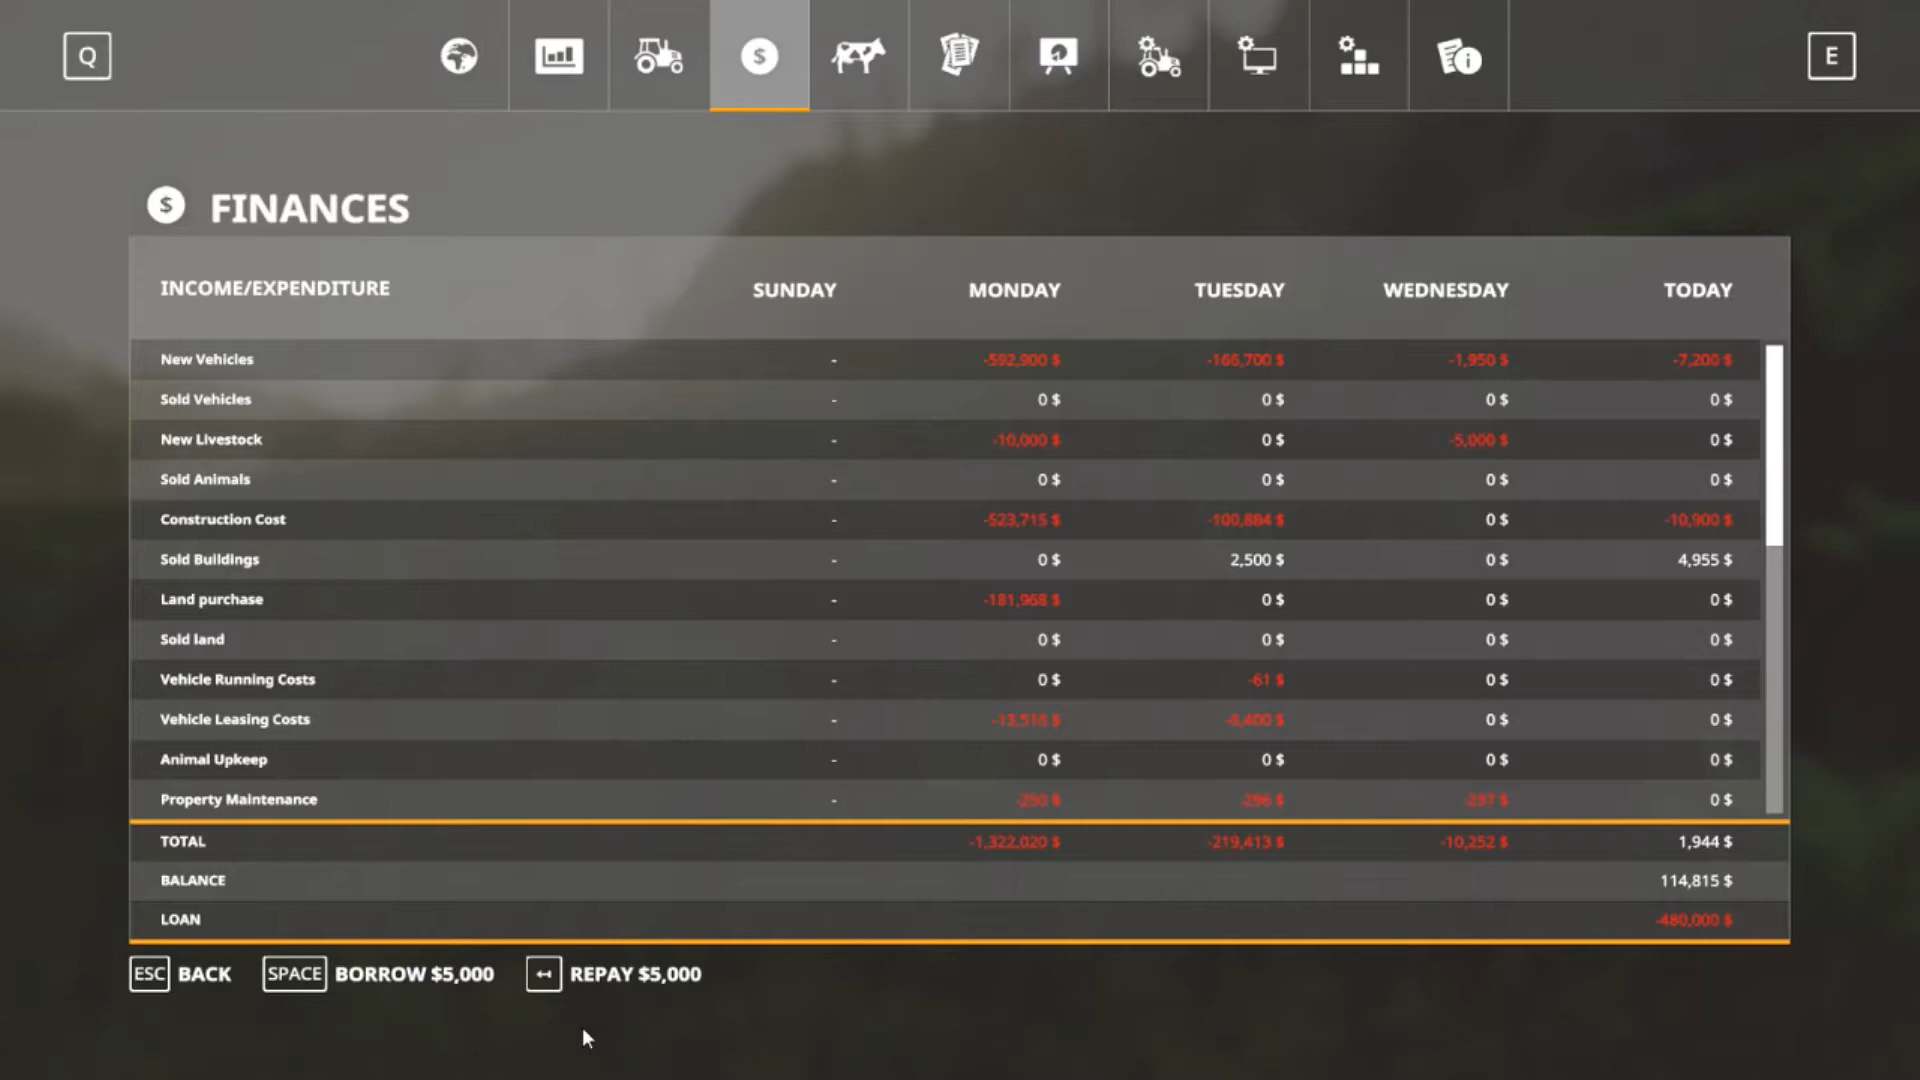 Q
E
$ FINANCES
INCOME/EXPENDITURE SUNDAY MONDAY TUESDAY WEDNESDAY TODAY
New Vehicles - -592,900 $ -166,700 $ -1,950 $ -7,200 $
Sold Vehicles - 0 $ 0 $ 0 $ 0 $
New Livestock - -10,000 $ 0 $ -5,000 $ 0 $
Sold Animals - 0 $ 0 $ 0 $ 0 $
Construction Cost - -523,715 $ -100,884 $ 0 $ -10,900 $
Sold Buildings - 0 $ 2,500 $ 0 $ 4,955 $
Land purchase - -181,968 $ 0 $ 0 $ 0 $
Sold land - 0 $ 0 $ 0 $ 0 $
Vehicle Running Costs - 0 $ -61 $ 0 $ 0 $
Vehicle Leasing Costs - 0 $ 0 $
Animal Upkeep - 0 $ 0 $ 0 $ 0 $
Property Maintenance - 0 $
TOTAL -1,322,020 $ -219,413 $ -10,252 $ 1,944 $
BALANCE 114,815 $
LOAN -480,000 $
ESC BACK SPACE BORROW $5,000 ↔ REPAY $5,000